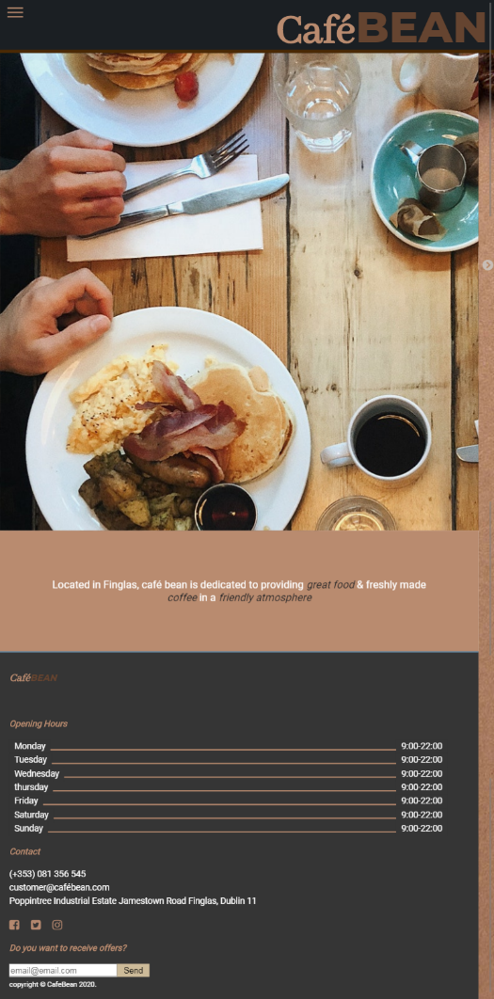 CaféBEAN
Located in Finglas, café bean is dedicated to providing great food & freshly made
coffee in a friendly atmosphere
CaféBEAN
Opening Hours
Monday 9:00-22:00
Tuesday 9:00-22:00
Wednesday 9:00-22:00
thursday 9:00-22:00
Friday 9:00-22:00
Saturday 9:00-22:00
Sunday 9:00-22:00
Contact
(+353) 081 356 545
customer@cafébean.com
Poppintree Industrial Estate Jamestown Road Finglas, Dublin 11
Do you want to receive offers?
email@email.com Send
copyright © CafeBean 2020.